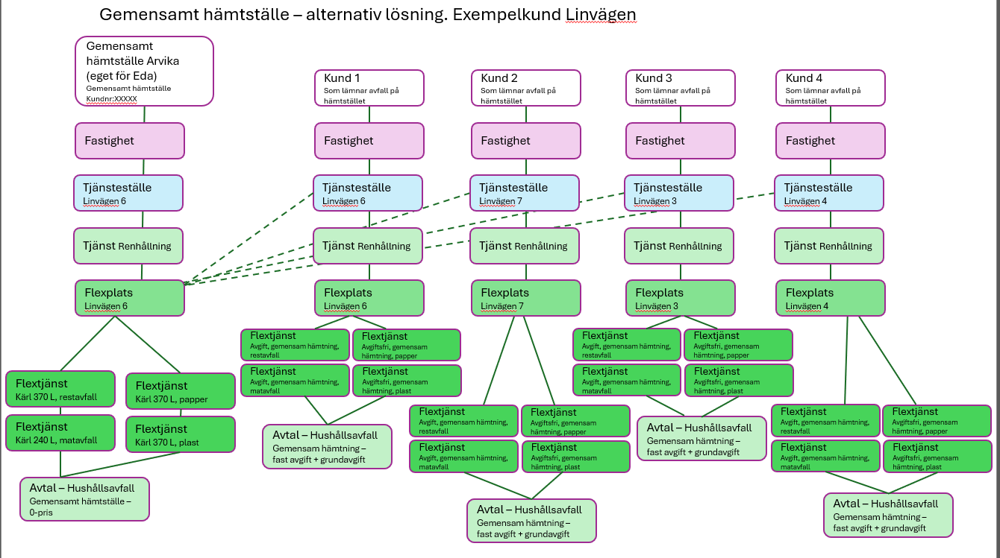 Gemensamt hämtställe – alternativ lösning. Exempelkund Linvägen
Gemensamt
hämtställe Arvika
(eget för Eda)
Gemensamt hämtställe
Kundnr:XXXXX
Fastighet
Tjänsteställe
Linvägen 6
Tjänst Renhållning
Flexplats
Linvägen 6
Flextjänst
Kärl 370 L, restavfall
Flextjänst
Kärl 370 L, papper
Flextjänst
Kärl 240 L, matavfall
Flextjänst
Kärl 370 L, plast
Avtal – Hushållsavfall
Gemensamt hämtställe –
0-pris
Kund 1
Som lämnar avfall på
hämtstället
Fastighet
Tjänsteställe
Linvägen 6
Tjänst Renhållning
Flexplats
Linvägen 6
Flextjänst
Avgift, gemensam hämtning,
restavfall
Flextjänst
Avgiftsfri, gemensam
hämtning, papper
Flextjänst
Avgift, gemensam hämtning,
matavfall
Flextjänst
Avgiftsfri, gemensam
hämtning, plast
Avtal – Hushållsavfall
Gemensam hämtning –
fast avgift + grundavgift
Kund 2
Som lämnar avfall på
hämtstället
Fastighet
Tjänsteställe
Linvägen 7
Tjänst Renhållning
Flexplats
Linvägen 7
Flextjänst
Avgift, gemensam hämtning,
restavfall
Flextjänst
Avgiftsfri, gemensam
hämtning, papper
Flextjänst
Avgift, gemensam hämtning,
matavfall
Flextjänst
Avgiftsfri, gemensam
hämtning, plast
Avtal – Hushållsavfall
Gemensam hämtning –
fast avgift + grundavgift
Kund 3
Som lämnar avfall på
hämtstället
Fastighet
Tjänsteställe
Linvägen 3
Tjänst Renhållning
Flexplats
Linvägen 3
Flextjänst
Avgift, gemensam hämtning,
restavfall
Flextjänst
Avgiftsfri, gemensam
hämtning, papper
Flextjänst
Avgift, gemensam hämtning,
matavfall
Flextjänst
Avgiftsfri, gemensam
hämtning, plast
Avtal – Hushållsavfall
Gemensam hämtning –
fast avgift + grundavgift
Kund 4
Som lämnar avfall på
hämtstället
Fastighet
Tjänsteställe
Linvägen 4
Tjänst Renhållning
Flexplats
Linvägen 4
Flextjänst
Avgift, gemensam hämtning,
restavfall
Flextjänst
Avgiftsfri, gemensam
hämtning, papper
Flextjänst
Avgift, gemensam hämtning,
matavfall
Flextjänst
Avgiftsfri, gemensam
hämtning, plast
Avtal – Hushållsavfall
Gemensam hämtning –
fast avgift + grundavgift